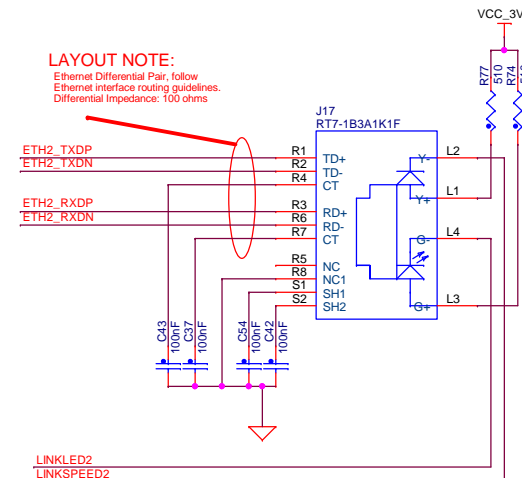 VCC_3V
LAYOUT NOTE:
Ethernet Differential Pair, follow
Ethernet interface routing guidelines.
Differential Impedance: 100 ohms
R77
510
R74
J17
RT7-1B3A1K1F
ETH2_TXDP
R1
TD+
Y-
L2
ETH2_TXDN
R2
TD-
R4
CT
Y+
L1
ETH2_RXDP
R3
RD+
ETH2_RXDN
R6
RD-
R7
CT
G-
L4
R5
NC
R8
NC1
S1
SH1
S2
SH2
G+
L3
C43
100nF
C37
100nF
C54
100nF
C42
100nF
LINKLED2
LINKSPEED2